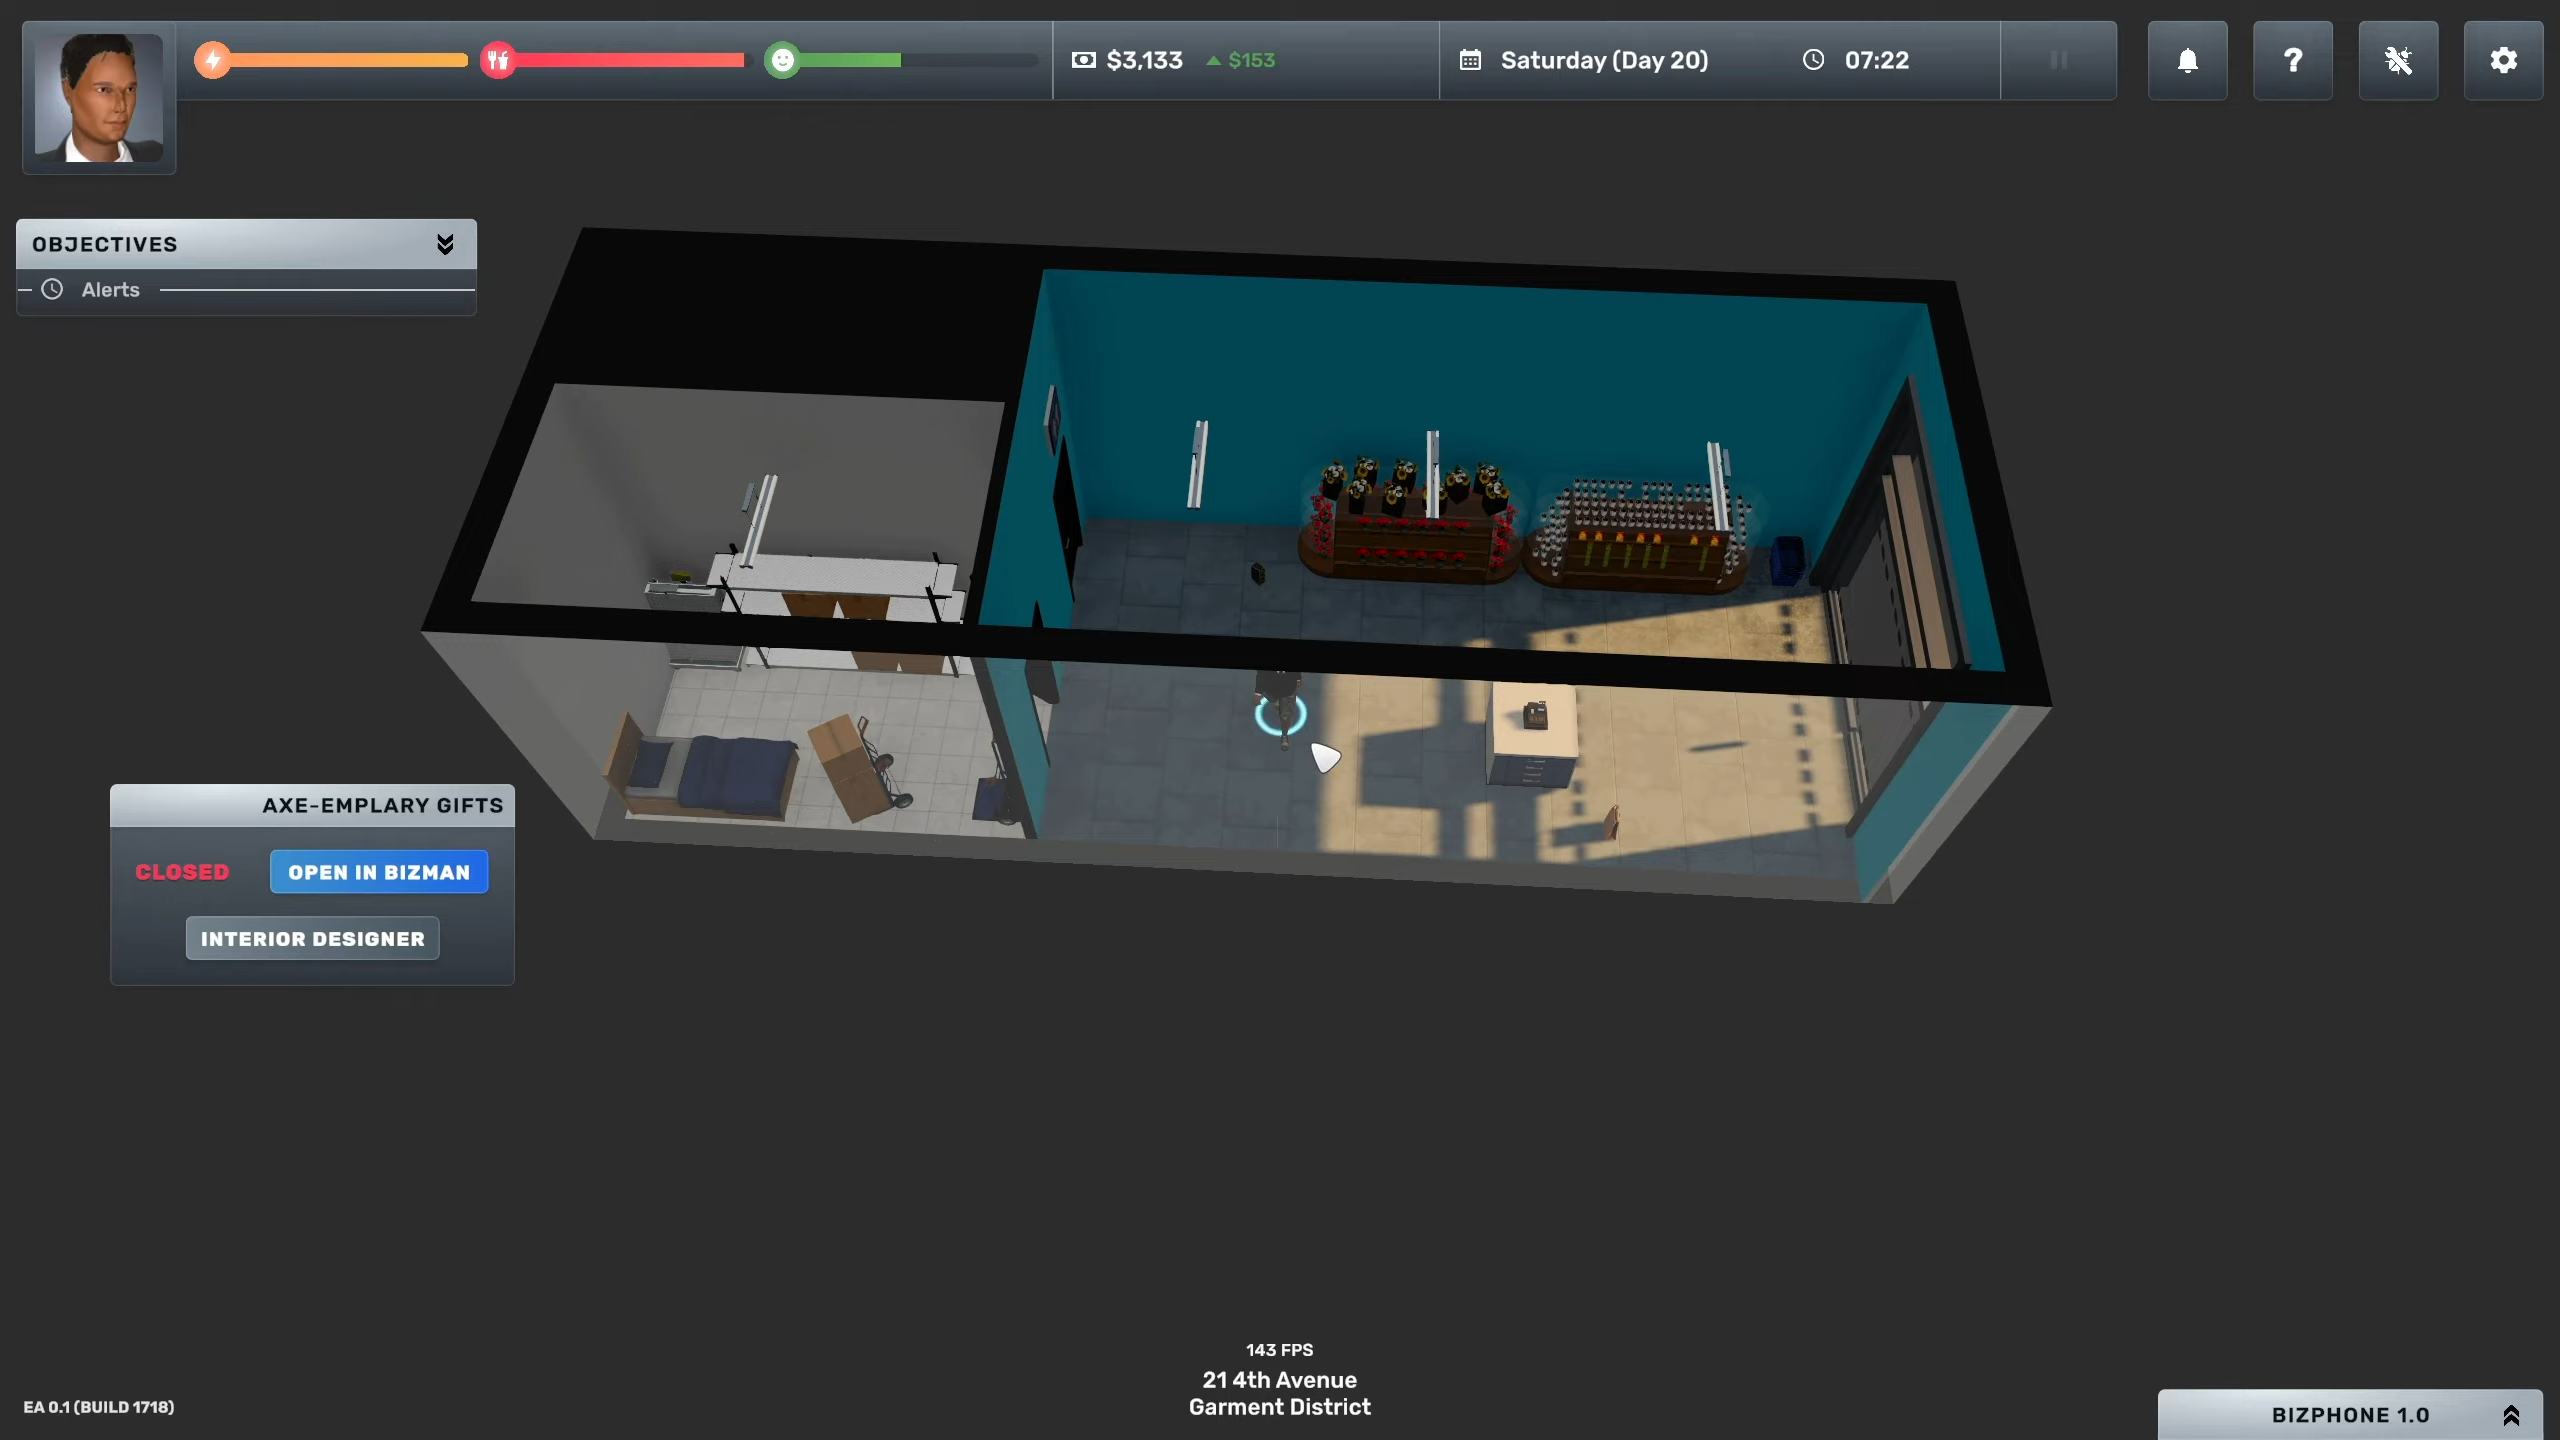 $3,133
$153
Saturday (Day 20)
07:22
?
OBJECTIVES
Alerts
AXE-EMPLARY GIFTS
CLOSED
OPEN IN BIZMAN
INTERIOR DESIGNER
143 FPS
21 4th Avenue
Garment District
EA 0.1 (BUILD 1718)
BIZPHONE 1.0